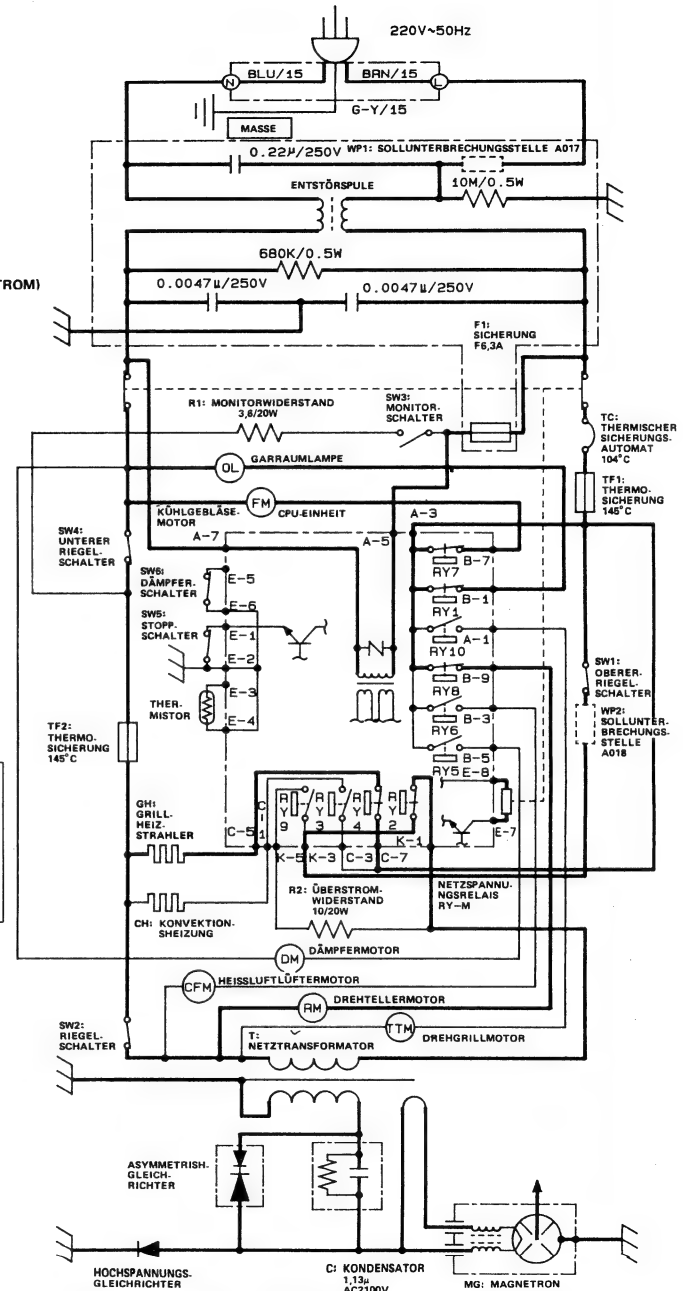 220V~50Hz
N
BLU/15
BRN/15
L
G-Y/15
MASSE
0.22µ/250V
WP1: SOLLUNTERBRECHUNGSSTELLE A017
ENTSTÖRSPULE
10M/0.5W
TROM)
680K/0.5W
0.0047µ/250V
0.0047µ/250V
F1:
SICHERUNG
F6,3A
R1: MONITORWIDERSTAND
3,6/20W
SW3:
MONITOR-
SCHALTER
TC:
THERMISCHER
SICHERUNGS-
AUTOMAT
104°C
OL
GARRAUMLAMPE
TF1:
THERMO-
SICHERUNG
145°C
FM
KÜHLGEBLÄSE-
MOTOR
CPU-EINHEIT
A-3
SW4:
UNTERER
RIEGEL-
SCHALTER
A-7
A-5
B-7
RY7
SW6:
DÄMPFER-
SCHALTER
E-5
E-6
B-1
RY1
SW5:
STOPP-
SCHALTER
E-1
E-2
A-1
RY10
E-3
B-9
RY8
SW1:
OBERER-
RIEGEL-
SCHALTER
THER-
MISTOR
E-4
B-3
RY6
WP2:
SOLLUNTER-
BRECHUNGS-
STELLE
A018
TF2:
THERMO-
SICHERUNG
145°C
B-5
RY5
E-8
GH:
GRILL-
HEIZ-
STRAHLER
C-5
C-1
RY9
RY3
RY4
RY2
E-7
K-5
K-3
C-3
C-7
K-1
CH: KONVEKTION-
SHEIZUNG
R2: ÜBERSTROM-
WIDERSTAND
10/20W
NETZSPANNU-
NGSRELAIS
RY-M
DM
DÄMPFERMOTOR
CFM
HEISSLUFTLÜFTERMOTOR
RM
DREHTELLERMOTOR
SW2:
RIEGEL-
SCHALTER
T:
NETZTRANSFORMATOR
TTM
DREHGRILLMOTOR
ASYMMETRISH-
GLEICH-
RICHTER
HOCHSPANNUNGS-
GLEICHRICHTER
C: KONDENSATOR
1,13µ
AC2100V
MG: MAGNETRON